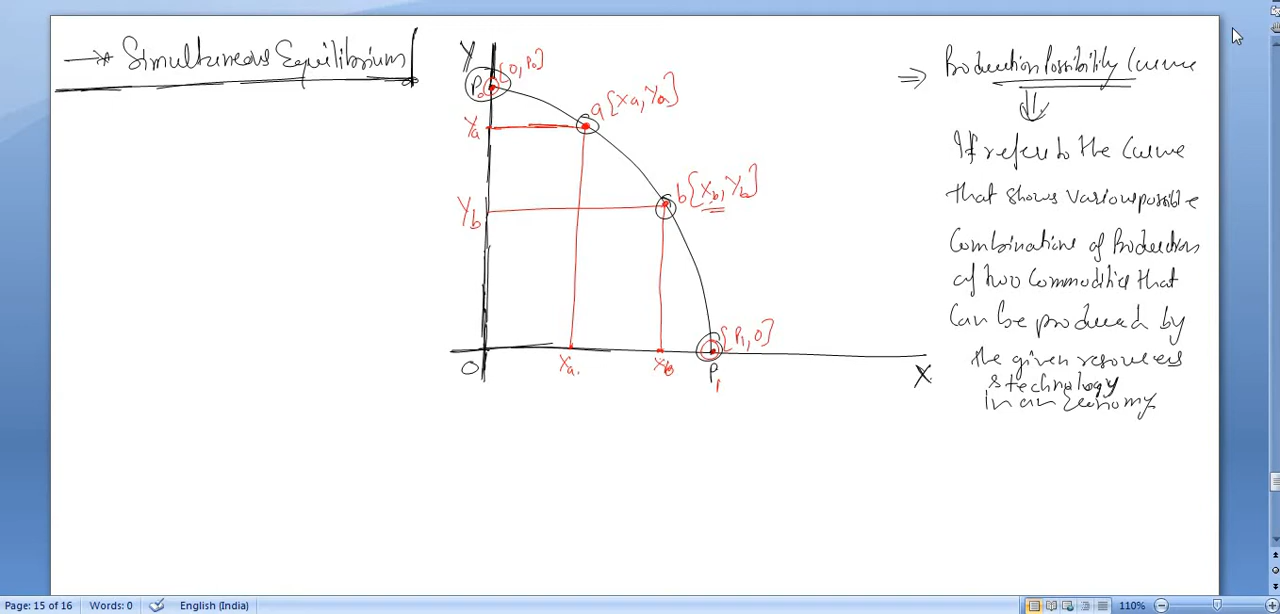 →* Simultaneous Equilibrium
Y
P₀ [0, P₀]
a[Xa, Ya]
Ya
b[Xb, Yb]
Yb
[P₁, 0]
O
Xa.
Xb
P₁
X
⇒ Production Possibility Curve
It refer to the Curve
that shows various possible
Combinations of Production
of two Commodities that
Can be produced by
the given resources
& technology
in an Economy.
Page: 15 of 16
Words: 0
English (India)
110%